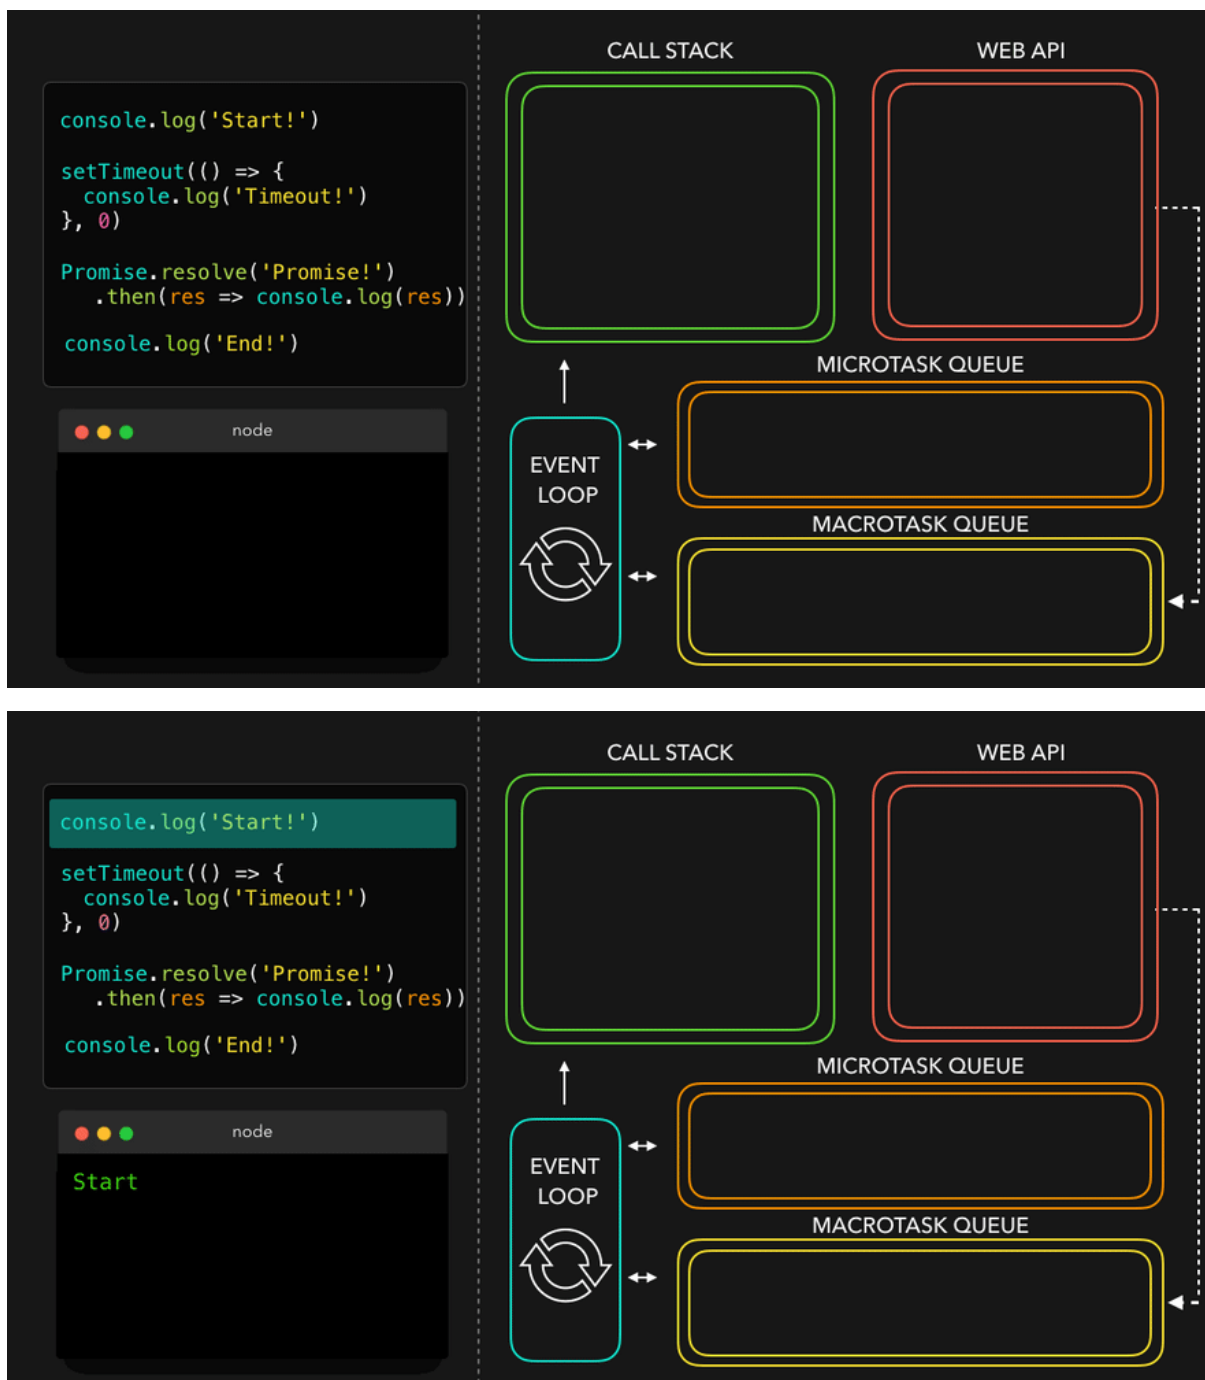 CALL STACK
WEB API
console.log('Start!')
setTimeout(() => {
  console.log('Timeout!')
}, 0)
Promise.resolve('Promise!')
   .then(res => console.log(res))
console.log('End!')
MICROTASK QUEUE
node
EVENT
LOOP
MACROTASK QUEUE
CALL STACK
WEB API
console.log('Start!')
setTimeout(() => {
  console.log('Timeout!')
}, 0)
Promise.resolve('Promise!')
   .then(res => console.log(res))
console.log('End!')
MICROTASK QUEUE
node
Start
EVENT
LOOP
MACROTASK QUEUE